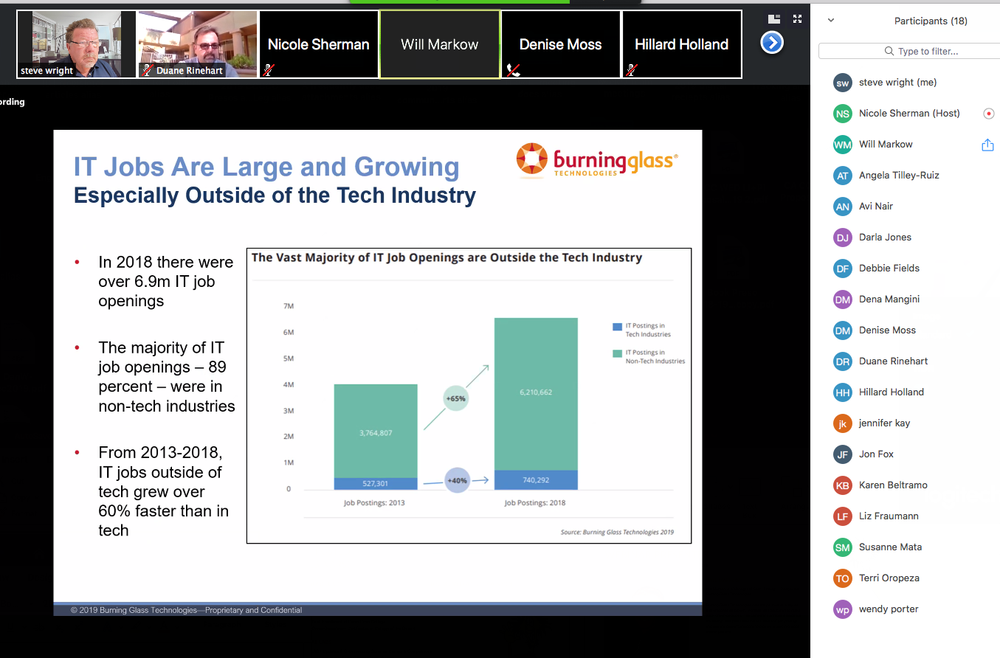 steve wright
Duane Rinehart
Nicole Sherman
Will Markow
Denise Moss
Hillard Holland
ording
IT Jobs Are Large and Growing
Especially Outside of the Tech Industry
burningglass®
TECHNOLOGIES
• In 2018 there were
over 6.9m IT job
openings
• The majority of IT
job openings – 89
percent – were in
non-tech industries
• From 2013-2018,
IT jobs outside of
tech grew over
60% faster than in
tech
The Vast Majority of IT Job Openings are Outside the Tech Industry
7M
6M
5M
4M
3M
2M
1M
0
3,764,807
527,301
+65%
+40%
6,210,662
740,292
Job Postings: 2013
Job Postings: 2018
IT Postings in
Tech Industries
IT Postings in
Non-Tech Industries
Source: Burning Glass Technologies 2019
© 2019 Burning Glass Technologies—Proprietary and Confidential
Participants (18)
Type to filter...
sw steve wright (me)
NS Nicole Sherman (Host)
WM Will Markow
AT Angela Tilley-Ruiz
AN Avi Nair
DJ Darla Jones
DF Debbie Fields
DM Dena Mangini
DM Denise Moss
DR Duane Rinehart
HH Hillard Holland
jk jennifer kay
JF Jon Fox
KB Karen Beltramo
LF Liz Fraumann
SM Susanne Mata
TO Terri Oropeza
wp wendy porter